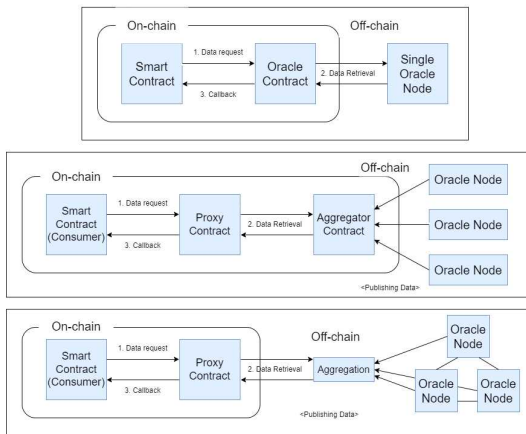 On-chain
Off-chain
Smart
Contract
1. Data request
3. Callback
Oracle
Contract
2. Data Retrieval
Single
Oracle
Node
On-chain
Off-chain
Smart
Contract
(Consumer)
1. Data request
3. Callback
Proxy
Contract
2. Data Retrieval
Aggregator
Contract
Oracle Node
Oracle Node
Oracle Node
<Publishing Data>
On-chain
Off-chain
Smart
Contract
(Consumer)
1. Data request
3. Callback
Proxy
Contract
2. Data Retrieval
Aggregation
Oracle
Node
Oracle
Node
Oracle
Node
<Publishing Data>